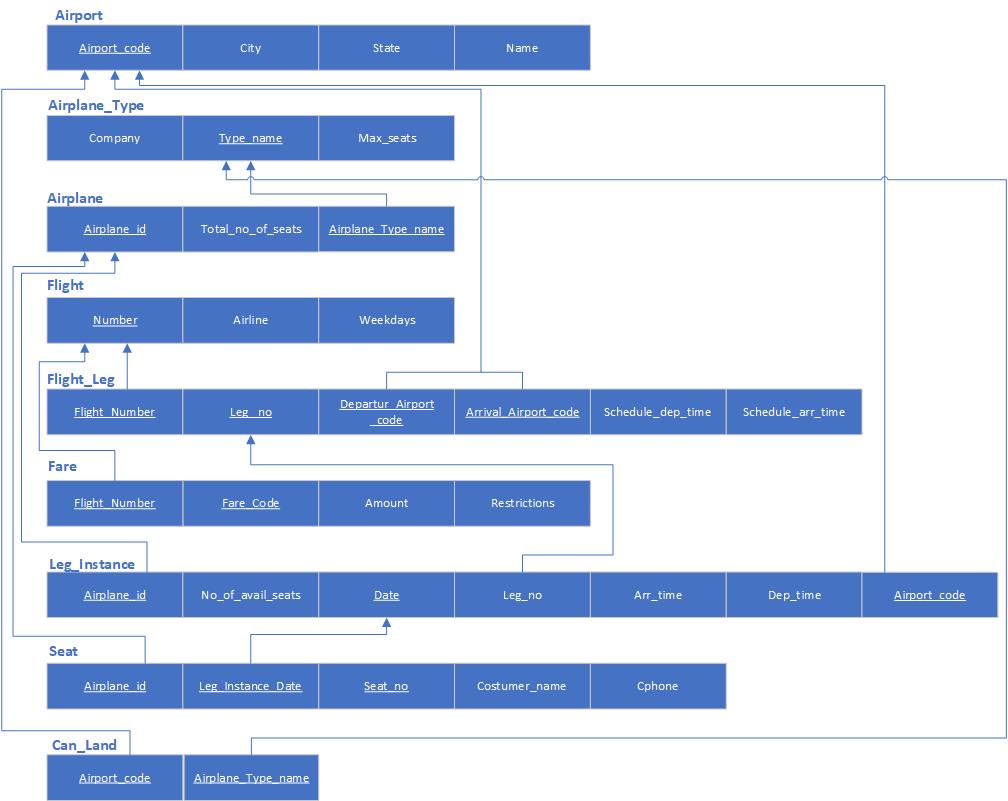 Airport
Airport_code City State Name
Airplane_Type
Company Type_name Max_seats
Airplane
Airplane_id Total_no_of_seats Airplane_Type_name
Flight
Number Airline Weekdays
Flight_Leg
Flight_Number Leg_no Departur_Airport
_code Arrival_Airport_code Schedule_dep_time Schedule_arr_time
Fare
Flight_Number Fare_Code Amount Restrictions
Leg_Instance
Airplane_id No_of_avail_seats Date Leg_no Arr_time Dep_time Airport_code
Seat
Airplane_id Leg_Instance_Date Seat_no Costumer_name Cphone
Can_Land
Airport_code Airplane_Type_name